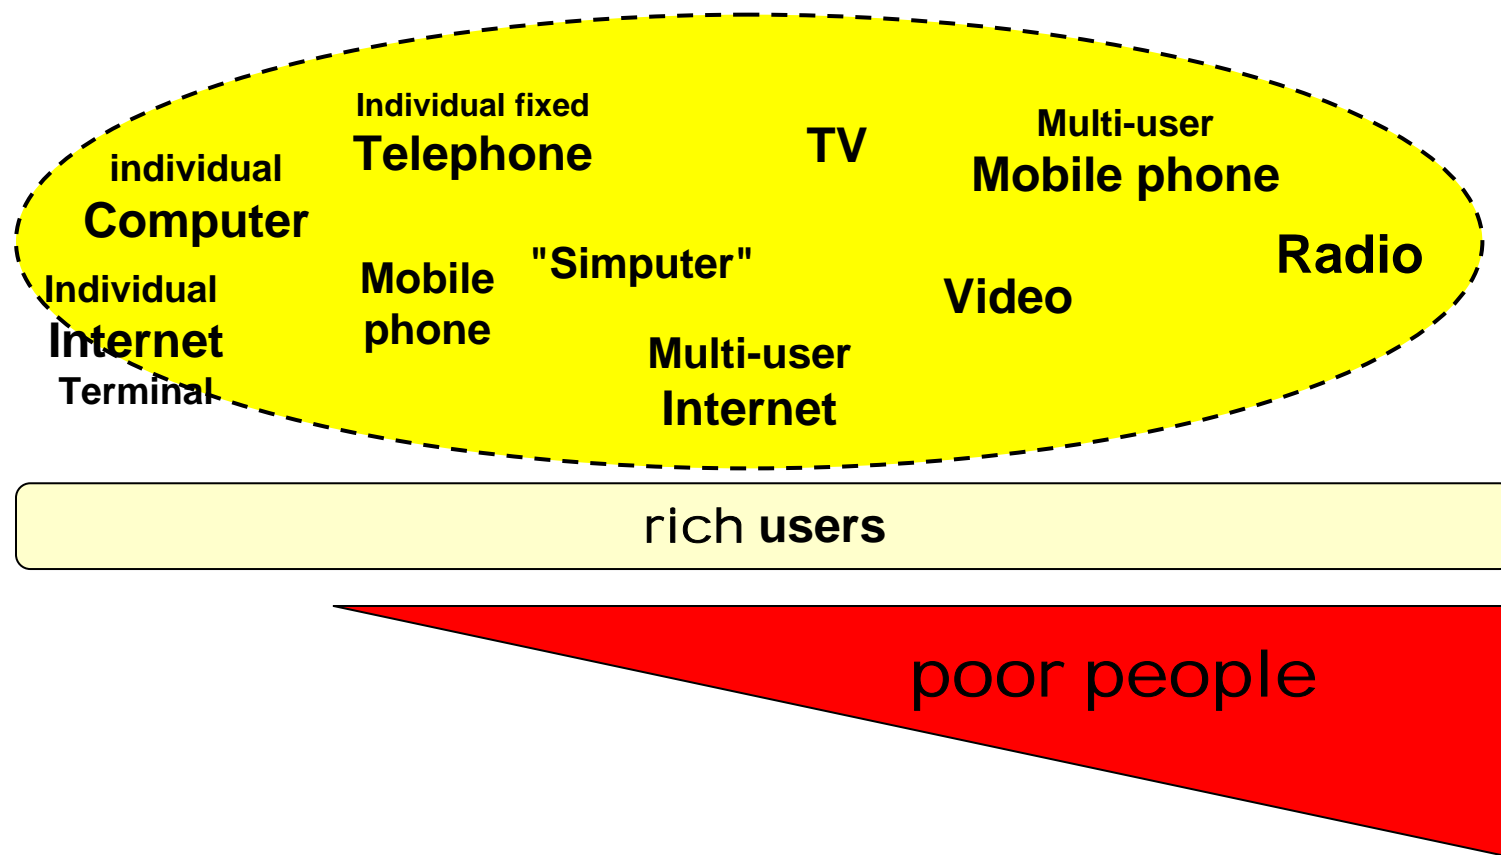 Individual fixed
Telephone
TV
Multi-user
Mobile phone
individual
Computer
Radio
"Simputer"
Mobile
phone
Individual
Internet
Terminal
Video
Multi-user
Internet
rich users
poor people